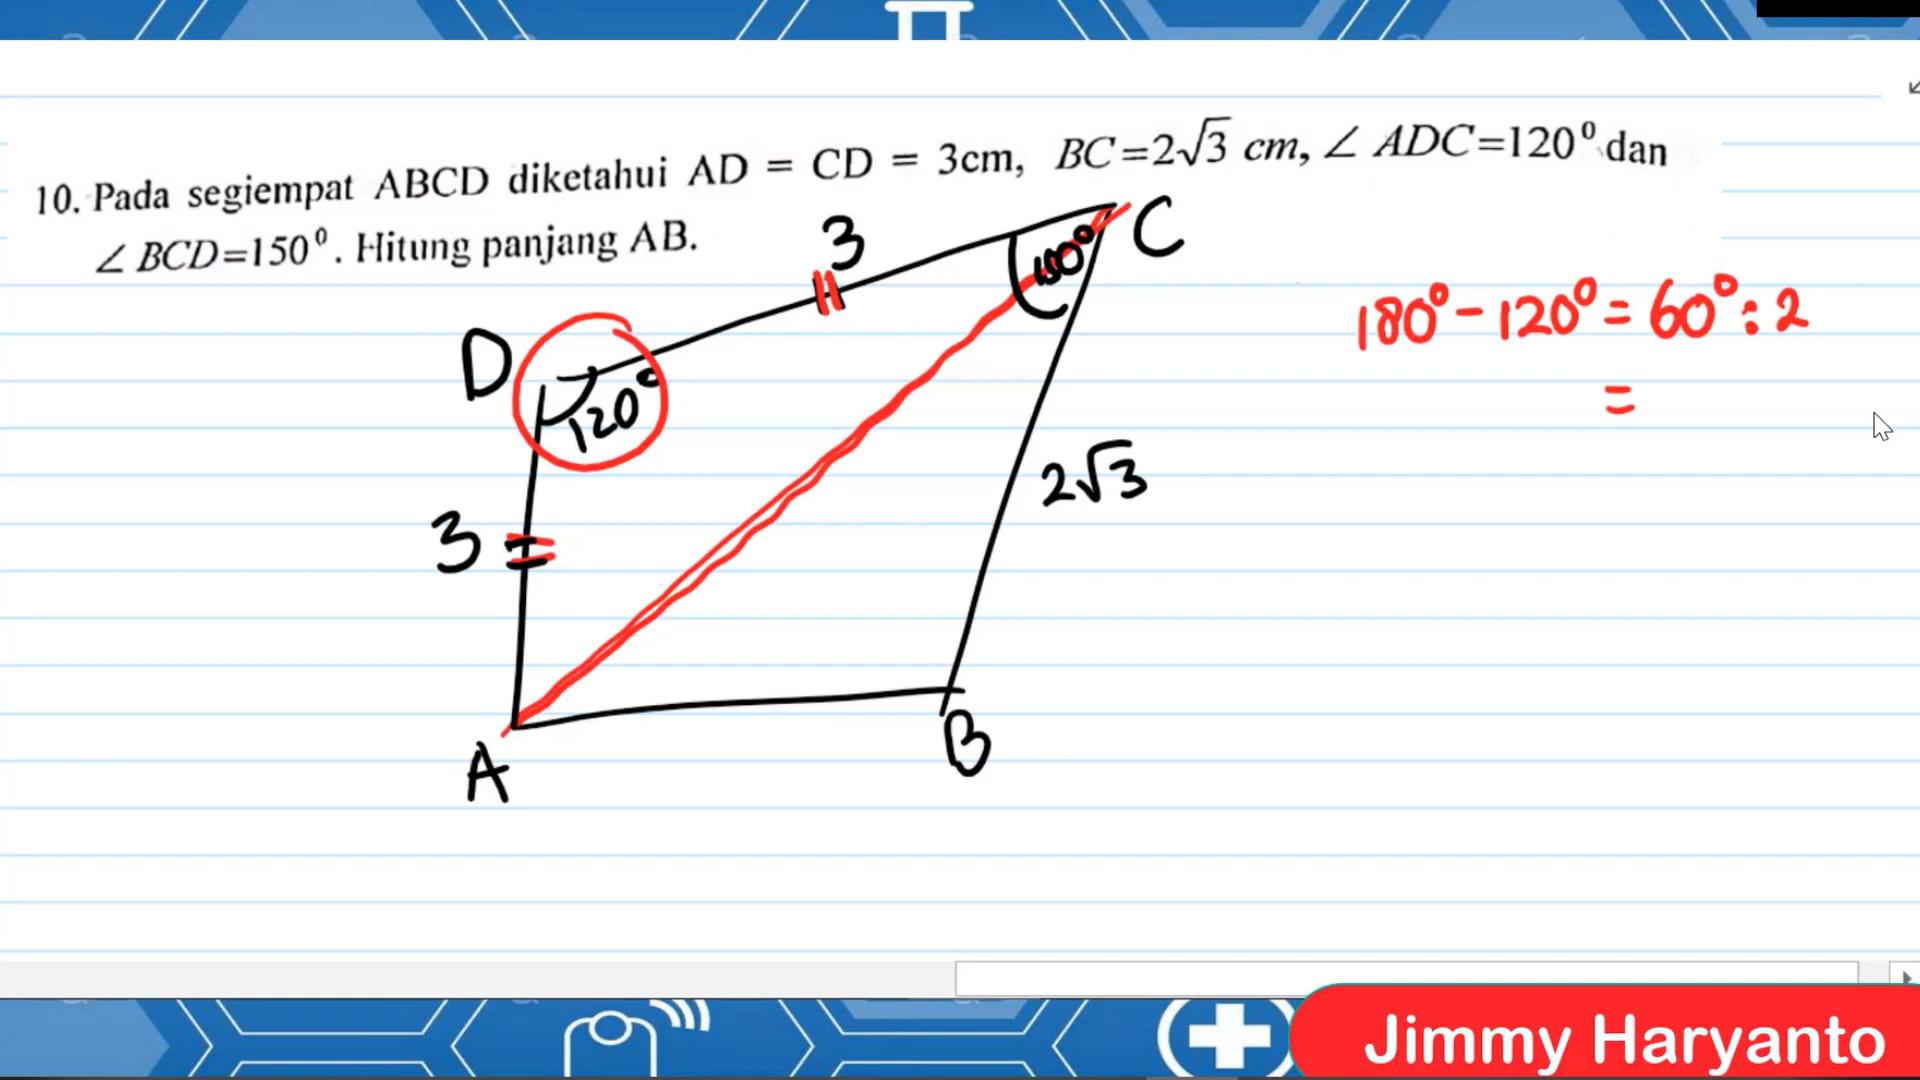 10. Pada segiempat ABCD diketahui AD = CD = 3cm, BC=2√3 cm, ∠ ADC=120⁰ dan
∠ BCD=150⁰. Hitung panjang AB.
3
C
D
120°
180° - 120° = 60° : 2
=
2√3
3
A
B
Jimmy Haryanto